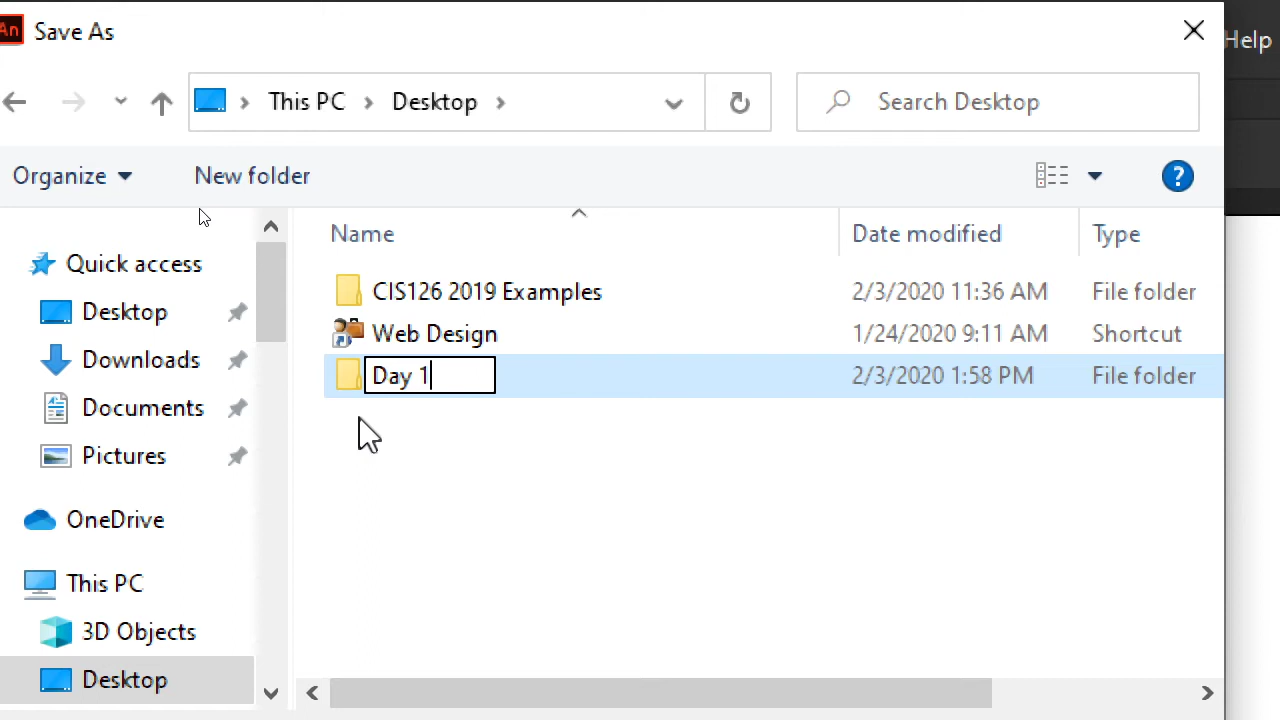 An Save As
Help
This PC Desktop Search Desktop
Organize New folder ?
Name Date modified Type
Quick access
Desktop
Downloads
Documents
Pictures
OneDrive
This PC
3D Objects
Desktop
CIS126 2019 Examples 2/3/2020 11:36 AM File folder
Web Design 1/24/2020 9:11 AM Shortcut
Day 1 2/3/2020 1:58 PM File folder